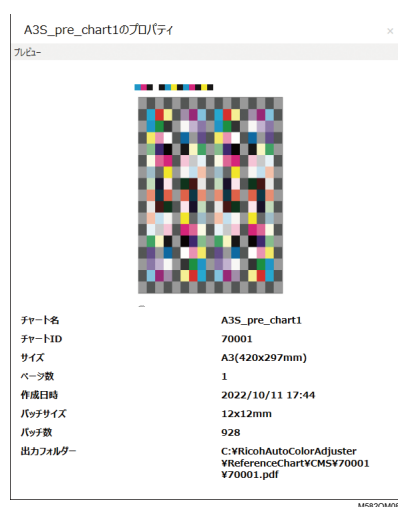 A3S_pre_chart1のプロパティ
プレビュー
チャート名 A3S_pre_chart1
チャートID 70001
サイズ A3(420x297mm)
ページ数 1
作成日時 2022/10/11 17:44
パッチサイズ 12x12mm
パッチ数 928
出力フォルダー C:¥RicohAutoColorAdjuster
¥ReferenceChart¥CMS¥70001
¥70001.pdf